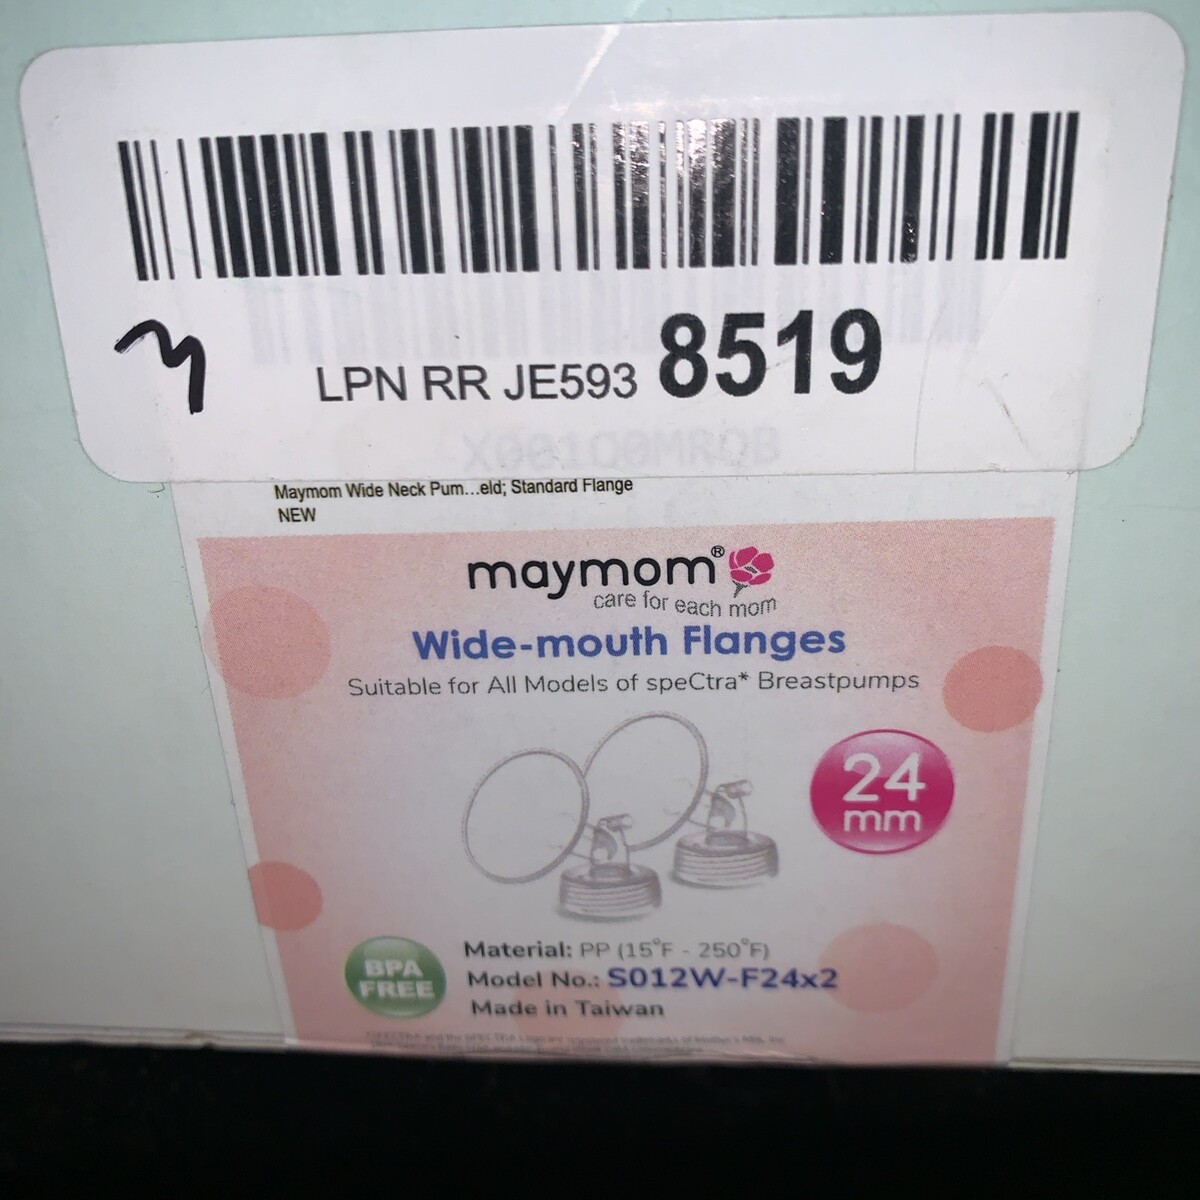 LPN RR JE593 8519
X001Q0MRQB
Maymom Wide Neck Pum...eld; Standard Flange
NEW
maymom®
care for each mom
Wide-mouth Flanges
Suitable for All Models of speCtra* Breastpumps
24
mm
BPA
FREE
Material: PP (15°F - 250°F)
Model No.: S012W-F24x2
Made in Taiwan